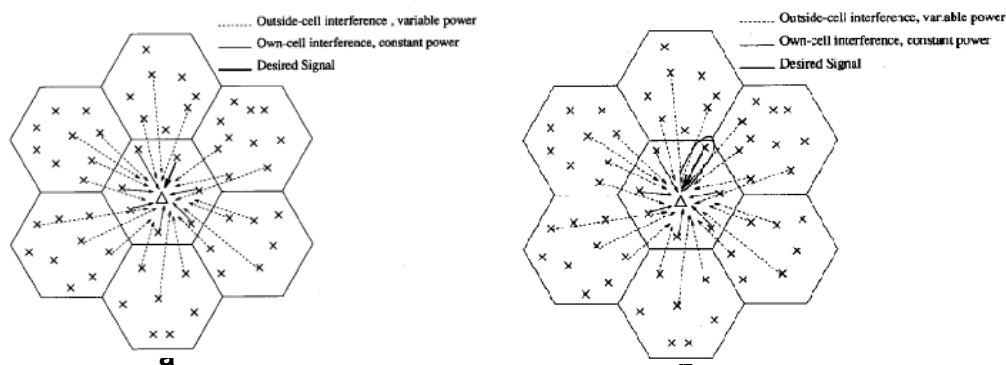 Outside-cell interference , variable power
Own-cell interference, constant power
Desired Signal
Outside-cell interference, variable power
Own-cell interference, constant power
Desired Signal